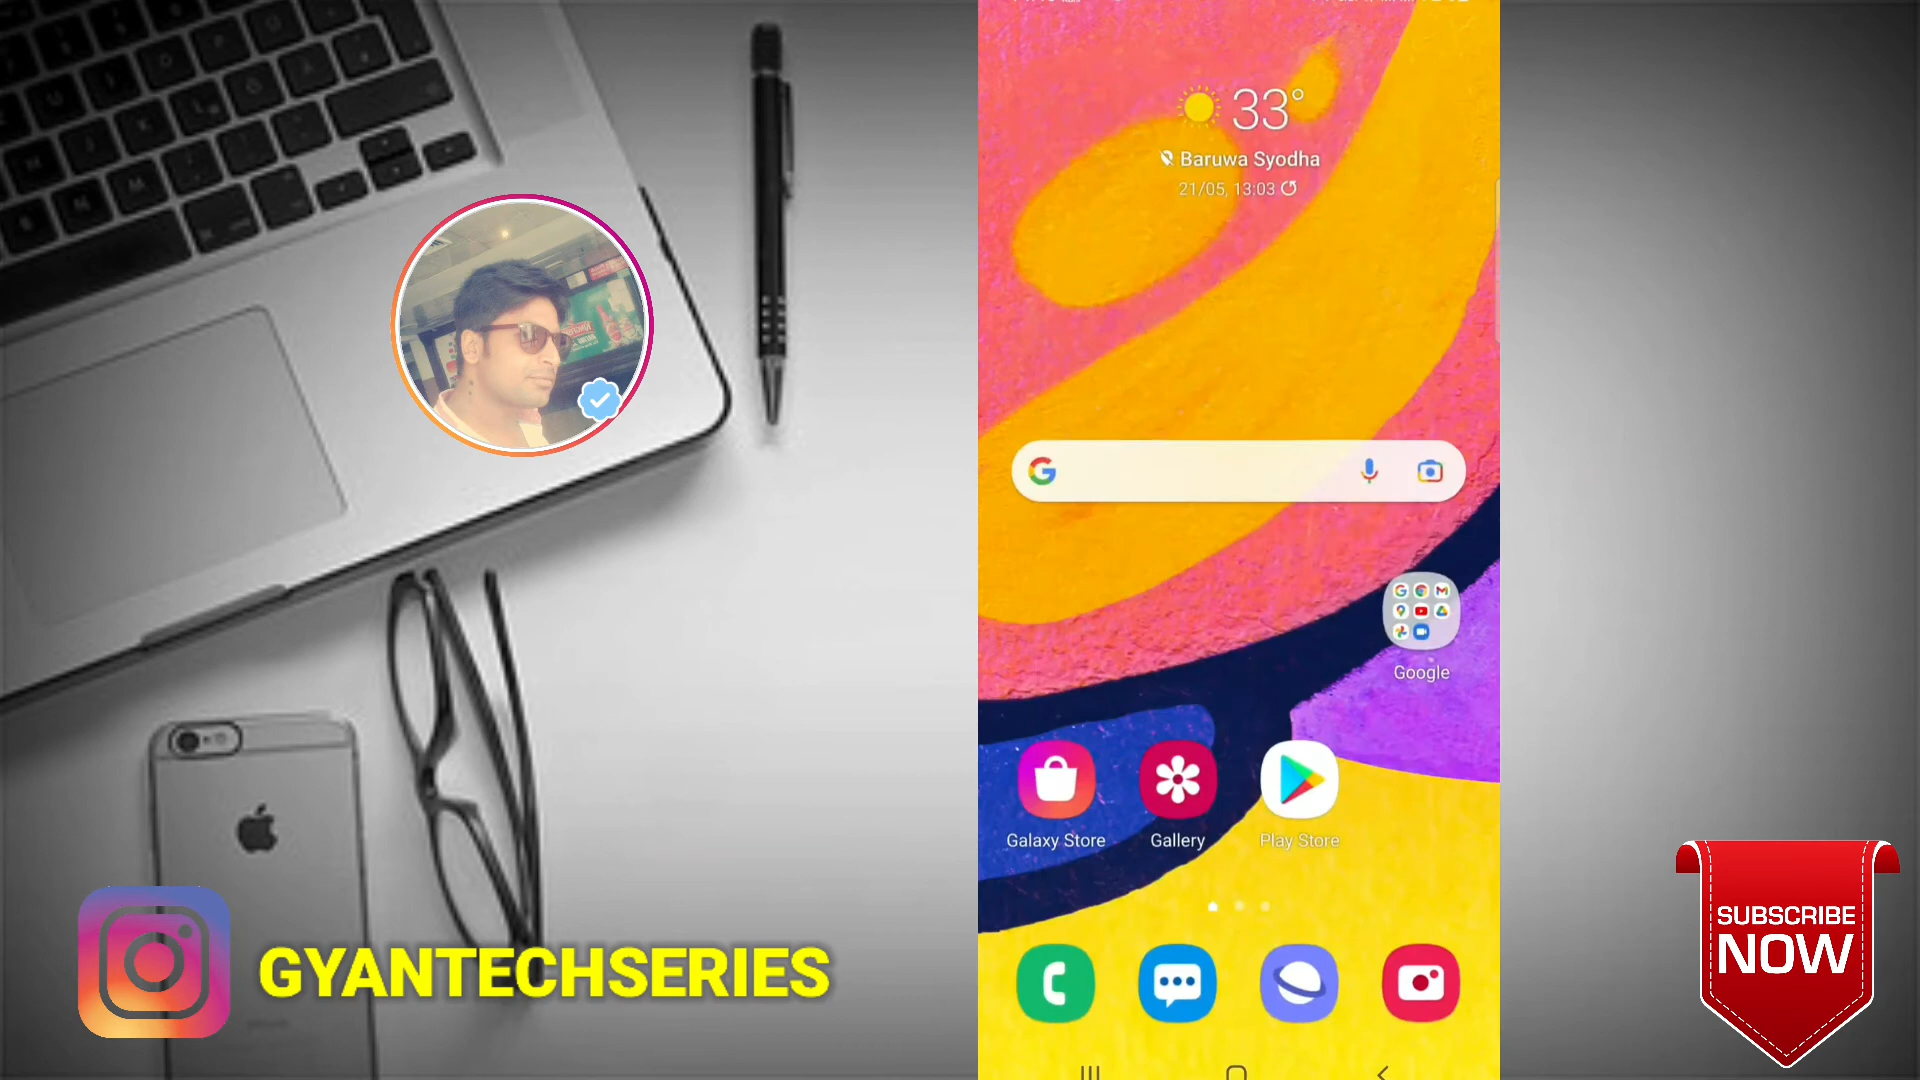 33°
Baruwa Syodha
21/05, 13:03
Google
Galaxy Store
Gallery
Play Store
GYANTECHSERIES
SUBSCRIBE
NOW